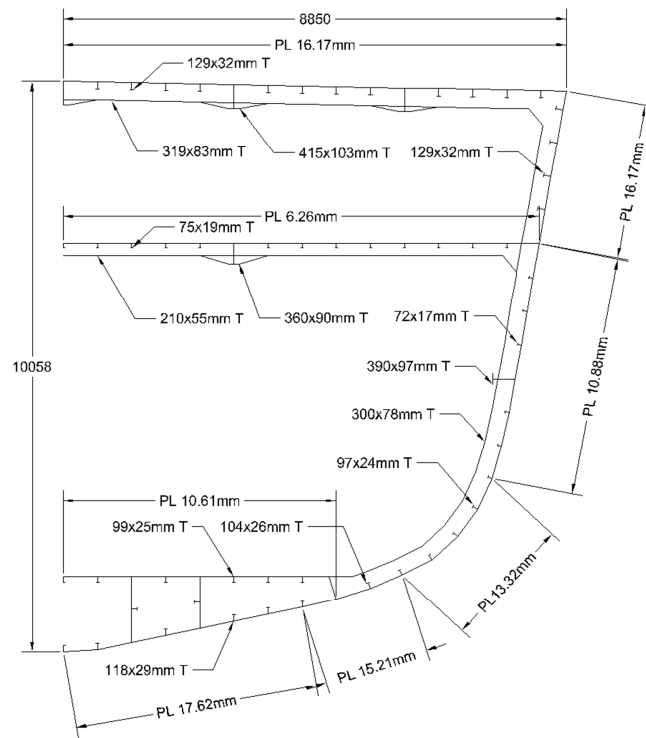 8850
PL 16.17mm
129x32mm T
319x83mm T
415x103mm T
129x32mm T
PL 16.17mm
PL 6.26mm
75x19mm T
210x55mm T
360x90mm T
72x17mm T
10058
390x97mm T
PL 10.88mm
300x78mm T
97x24mm T
PL 10.61mm
99x25mm T
104x26mm T
PL13.32mm
118x29mm T
PL 15.21mm
PL 17.62mm